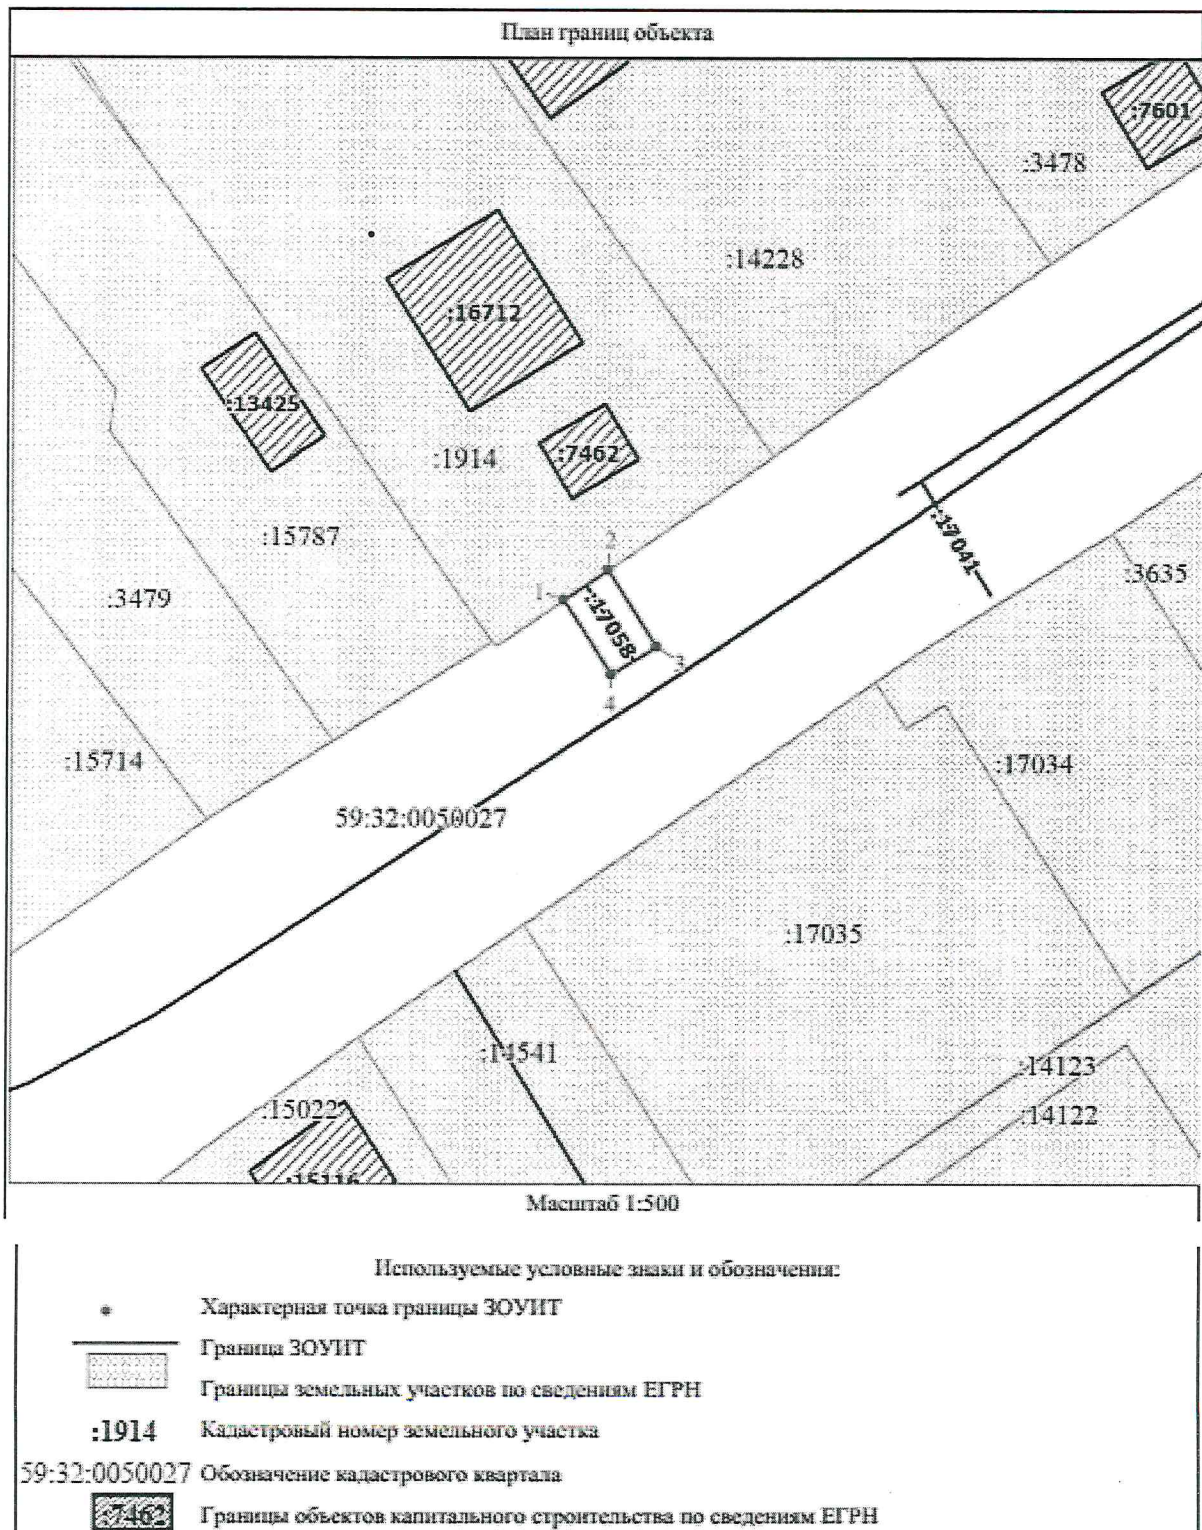 План границ объекта
:7601
:3478
:14228
:16712
:13425
:7462
:1914
:15787
:17041
2
:3635
1
:3479
:17058
3
4
:15714
:17034
59:32:0050027
:17035
:14541
:14123
:15022
:14122
:15116
Масштаб 1:500
Используемые условные знаки и обозначения:
Характерная точка границы ЗОУИТ
Граница ЗОУИТ
Границы земельных участков по сведениям ЕГРН
:1914 Кадастровый номер земельного участка
59:32:0050027 Обозначение кадастрового квартала
:7462 Границы объектов капитального строительства по сведениям ЕГРН